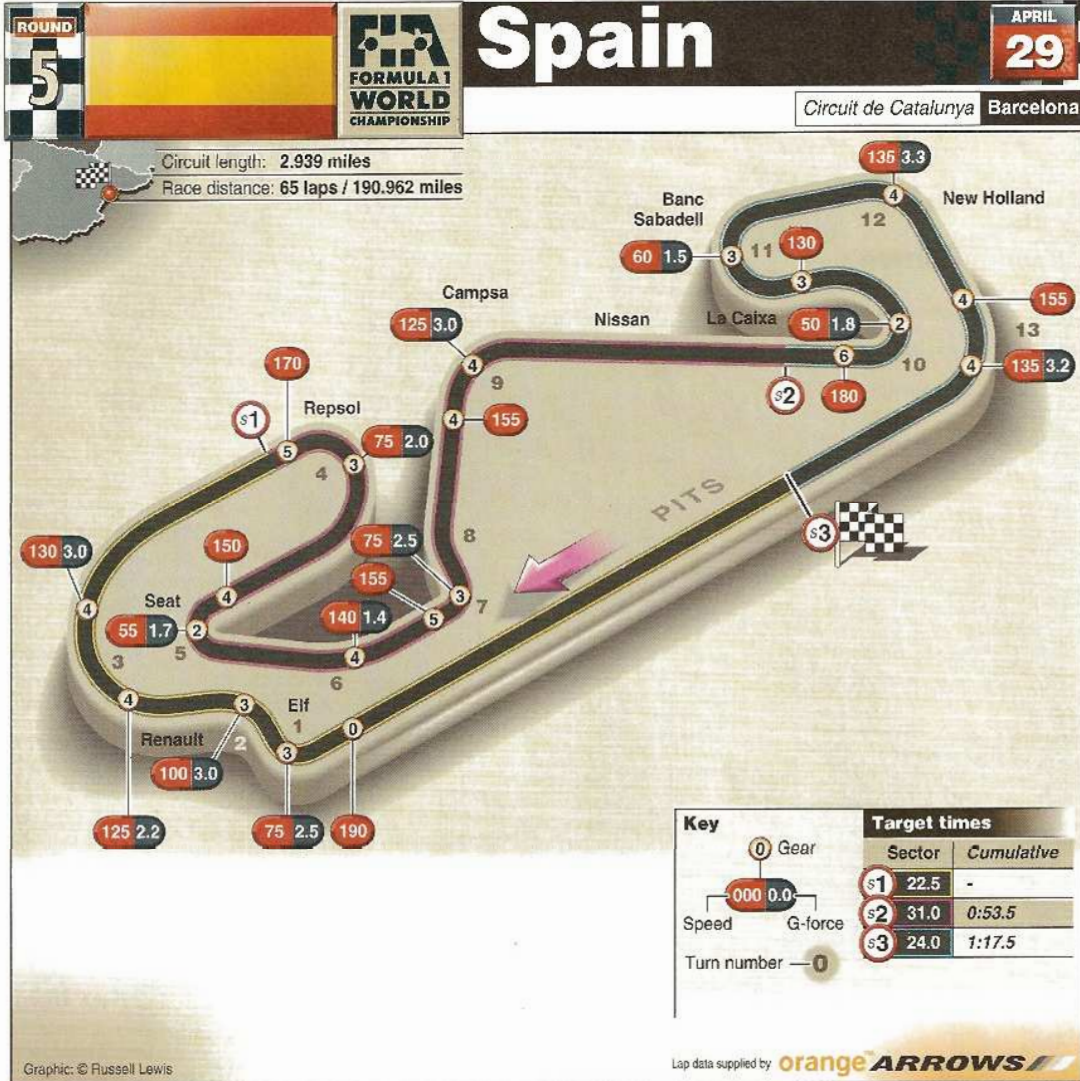 ROUND
5
FIA
FORMULA 1
WORLD
CHAMPIONSHIP
Spain
APRIL
29
Circuit de Catalunya Barcelona
Circuit length: 2.939 miles
Race distance: 65 laps / 190.962 miles
135 3.3
4
New Holland
12
Banc
Sabadell
60 1.5
3
11
130
3
155
4
13
Campsa
125 3.0
4
9
Nissan
La Caixa
50 1.8
2
10
6
180
s2
4
135 3.2
170
s1
Repsol
5
4
75 2.0
3
4
155
PITS
s3
8
130 3.0
4
150
4
75 2.5
3
7
155
5
Seat
55 1.7
2
5
140 1.4
4
6
3
4
Renault
3
2
100 3.0
Elf
1
3
0
125 2.2
75 2.5
190
Key
0 Gear
000 0.0
Speed
G-force
Turn number 0
Target times
Sector Cumulative
s1 22.5 -
s2 31.0 0:53.5
s3 24.0 1:17.5
Graphic: © Russell Lewis
Lap data supplied by orange™ ARROWS